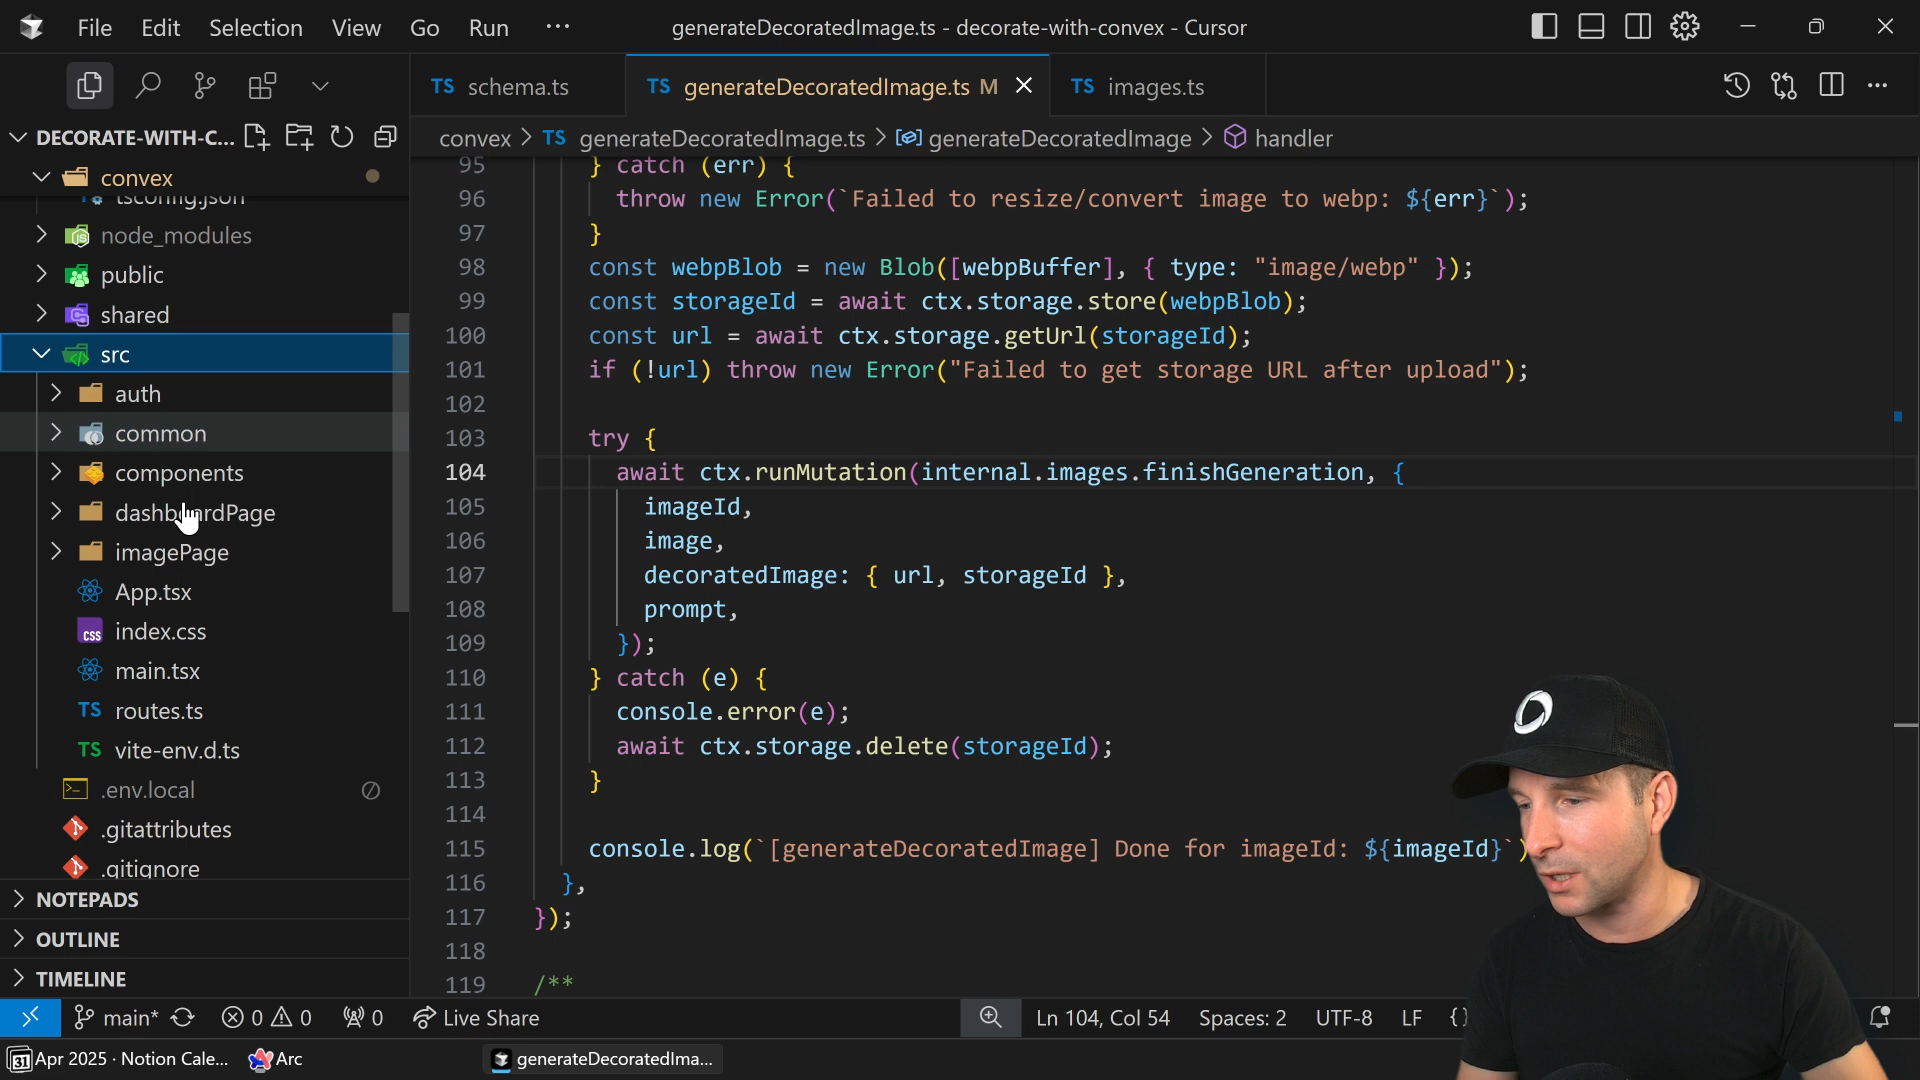 File Edit Selection View Go Run ··· generateDecoratedImage.ts - decorate-with-convex - Cursor
TS schema.ts TS generateDecoratedImage.ts M TS images.ts
DECORATE-WITH-C...
convex > TS generateDecoratedImage.ts > generateDecoratedImage > handler
convex
tsconfig.json
node_modules
public
shared
src
auth
common
components
dashboardPage
imagePage
App.tsx
css index.css
main.tsx
TS routes.ts
TS vite-env.d.ts
.env.local
.gitattributes
.gitignore
NOTEPADS
OUTLINE
TIMELINE
95 } catch (err) {
96 throw new Error(`Failed to resize/convert image to webp: ${err}`);
97 }
98 const webpBlob = new Blob([webpBuffer], { type: "image/webp" });
99 const storageId = await ctx.storage.store(webpBlob);
100 const url = await ctx.storage.getUrl(storageId);
101 if (!url) throw new Error("Failed to get storage URL after upload");
102
103 try {
104 await ctx.runMutation(internal.images.finishGeneration, {
105 imageId,
106 image,
107 decoratedImage: { url, storageId },
108 prompt,
109 });
110 } catch (e) {
111 console.error(e);
112 await ctx.storage.delete(storageId);
113 }
114
115 console.log(`[generateDecoratedImage] Done for imageId: ${imageId}`)
116 },
117 });
118
119 /**
main* 0 0 0 Live Share Ln 104, Col 54 Spaces: 2 UTF-8 LF {}
31 Apr 2025 · Notion Cale... Arc generateDecoratedIma...